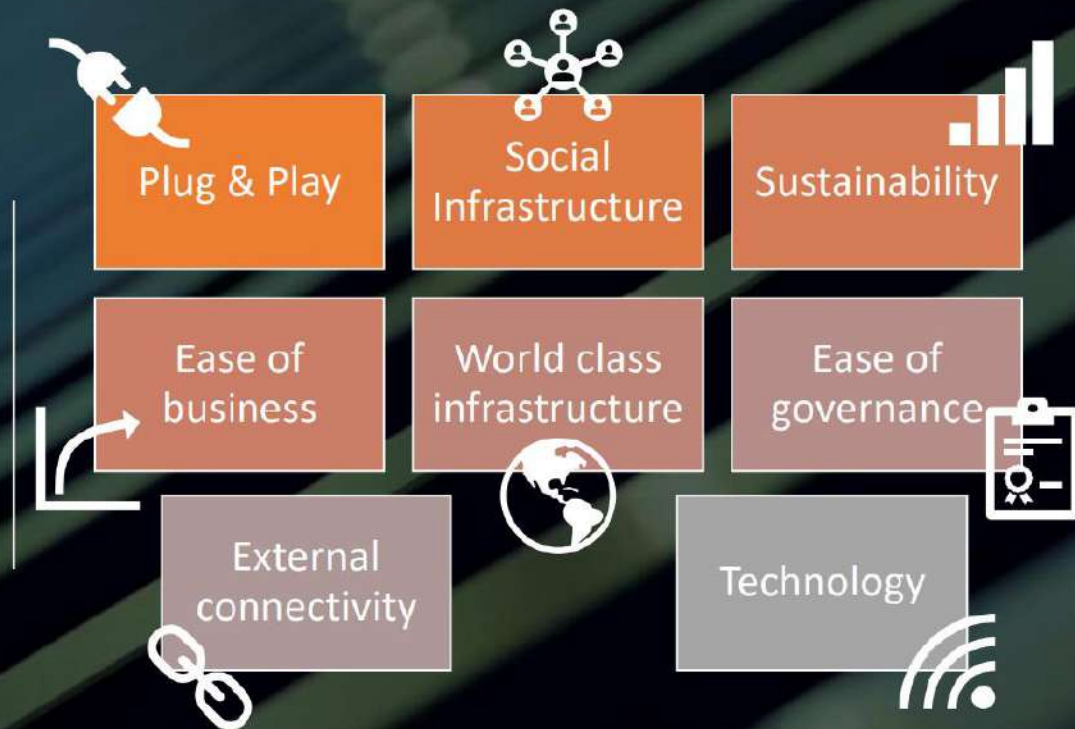 Plug & Play
Social
Infrastructure
Sustainability
Ease of
business
World class
infrastructure
Ease of
governance
External
connectivity
Technology